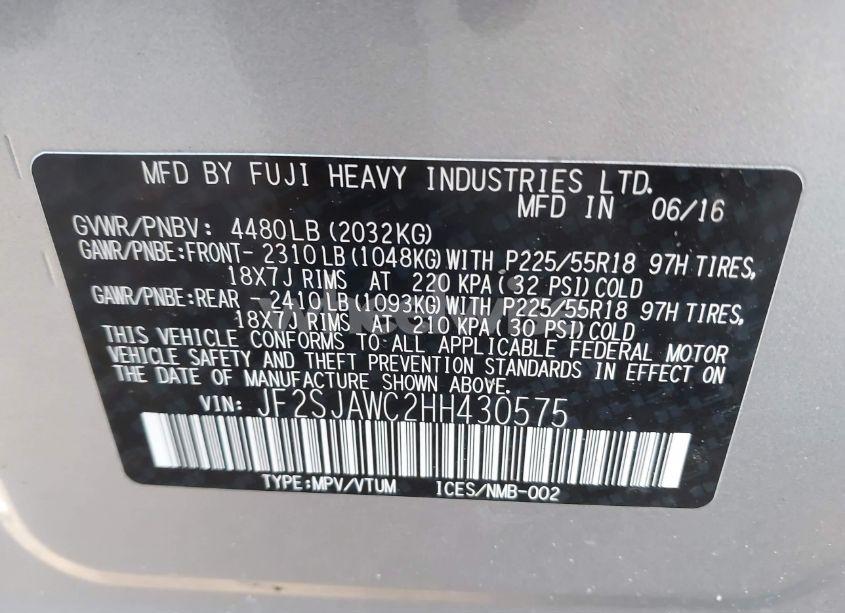 MFD BY FUJI HEAVY INDUSTRIES LTD.
MFD IN 06/16
GVWR/PNBV: 4480LB (2032KG)
GAWR/PNBE:FRONT- 2310LB (1048KG) WITH P225/55R18 97H TIRES,
18X7J RIMS AT 220 KPA (32 PSI) COLD
GAWR/PNBE:REAR 2410LB (1093KG) WITH P225/55R18 97H TIRES,
18X7J RIMS AT 210 KPA (30 PSI) COLD
THIS VEHICLE CONFORMS TO ALL APPLICABLE FEDERAL MOTOR
VEHICLE SAFETY AND THEFT PREVENTION STANDARDS IN EFFECT ON
THE DATE OF MANUFACTURE SHOWN ABOVE.
VIN: JF2SJAWC2HH430575
TYPE:MPV/VTUM ICES/NMB-002